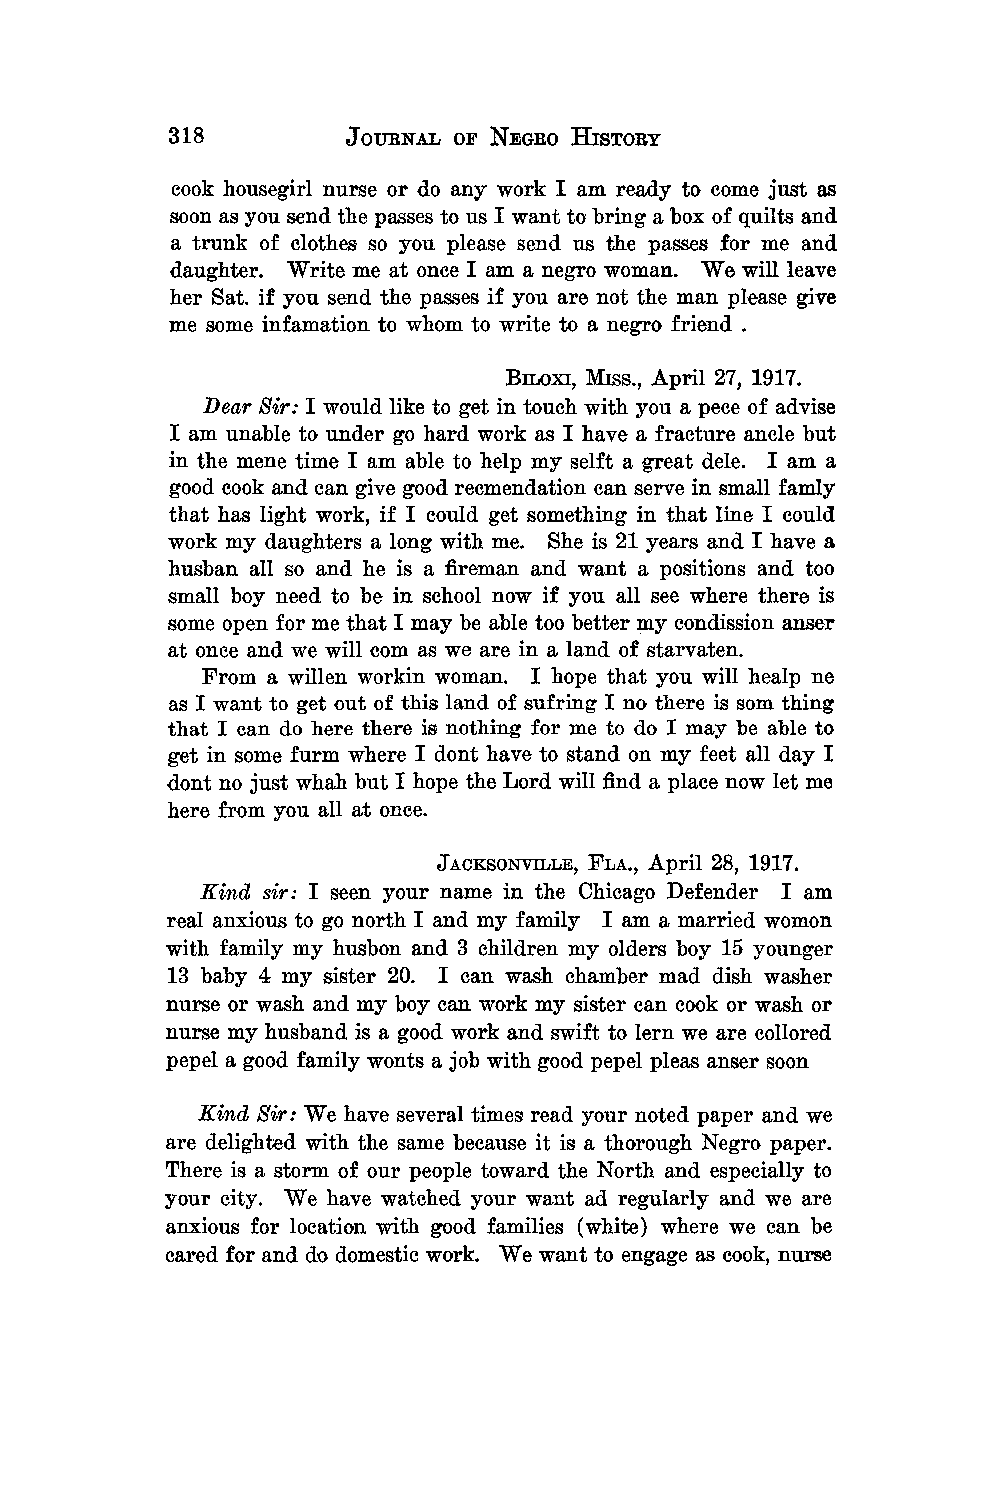 318 JOURNAL OF NEGRO HISTORY
cook housegirl nurse or do any work I am ready to come just as
soon as you send the passes to us I want to bring a box of quilts and
a trunk of clothes so you please send us the passes for me and
daughter. Write me at once I am a negro woman. We will leave
her Sat. if you send the passes if you are not the man please give
me some infamation to whom to write to a negro friend .
BILOXI, MISS., April 27, 1917.
Dear Sir: I would like to get in touch with you a pece of advise
I am unable to under go hard work as I have a fracture ancle but
in the mene time I am able to help my selft a great dele. I am a
good cook and can give good recmendation can serve in small famly
that has light work, if I could get something in that line I could
work my daughters a long with me. She is 21 years and I have a
husban all so and he is a fireman and want a positions and too
small boy need to be in school now if you all see where there is
some open for me that I may be able too better my condission anser
at once and we will com as we are in a land of starvaten.
From a willen workin woman. I hope that you will healp ne
as I want to get out of this land of sufring I no there is som thing
that I can do here there is nothing for me to do I may be able to
get in some furm where I dont have to stand on my feet all day I
dont no just whah but I hope the Lord will find a place now let me
here from you all at once.
JACKSONVILLE, FLA., April 28, 1917.
Kind sir: I seen your name in the Chicago Defender I am
real anxious to go north I and my family I am a married womon
with family my husbon and 3 children my olders boy 15 younger
13 baby 4 my sister 20. I can wash chamber mad dish washer
nurse or wash and my boy can work my sister can cook or wash or
nurse my husband is a good work and swift to lern we are collored
pepel a good family wonts a job with good pepel pleas anser soon
Kind Sir: We have several times read your noted paper and we
are delighted with the same because it is a thorough Negro paper.
There is a storm of our people toward the North and especially to
your city. We have watched your want ad regularly and we are
anxious for location with good families (white) where we can be
cared for and do domestic work. We want to engage as cook, nurse